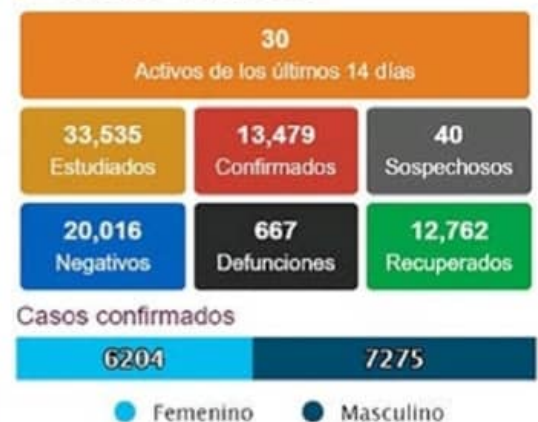 30
Activos de los últimos 14 días
33,535
Estudiados
13,479
Confirmados
40
Sospechosos
20,016
Negativos
667
Defunciones
12,762
Recuperados
Casos confirmados
6204
7275
Femenino
Masculino